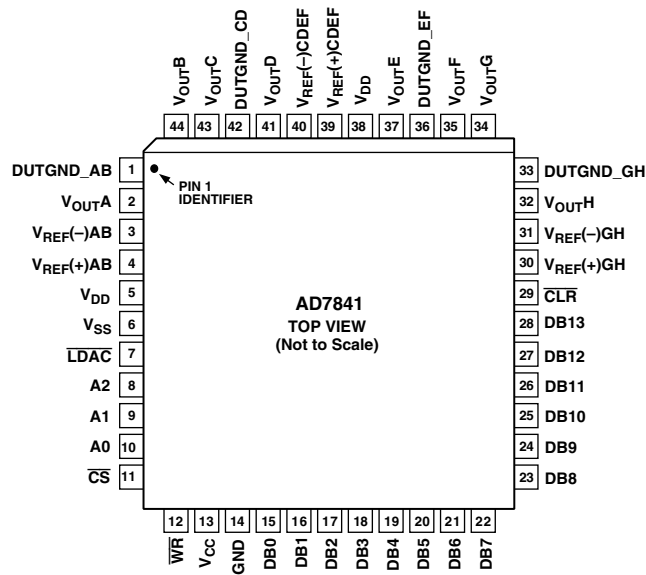 VOUTB
VOUTC
DUTGND_CD
VOUTD
VREF(–)CDEF
VREF(+)CDEF
VDD
VOUTE
DUTGND_EF
VOUTF
VOUTG
44 43 42 41 40 39 38 37 36 35 34
DUTGND_AB 1
VOUTA 2
VREF(–)AB 3
VREF(+)AB 4
VDD 5
VSS 6
LDAC 7
A2 8
A1 9
A0 10
CS 11
PIN 1
IDENTIFIER
AD7841
TOP VIEW
(Not to Scale)
33 DUTGND_GH
32 VOUTH
31 VREF(–)GH
30 VREF(+)GH
29 CLR
28 DB13
27 DB12
26 DB11
25 DB10
24 DB9
23 DB8
12 13 14 15 16 17 18 19 20 21 22
WR
VCC
GND
DB0
DB1
DB2
DB3
DB4
DB5
DB6
DB7